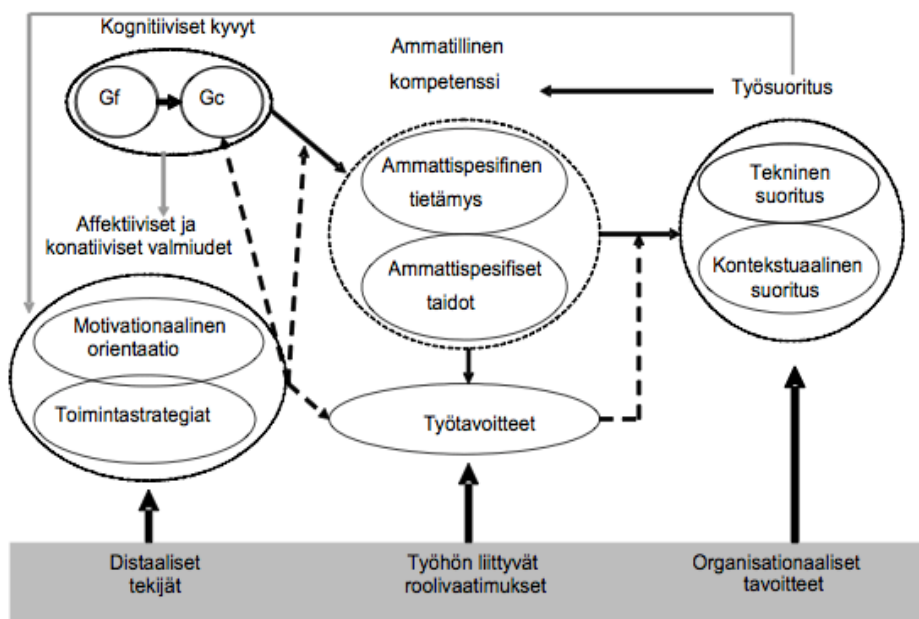 Kognitiiviset kyvyt
Gf
Gc
Ammatillinen
kompetenssi
Työsuoritus
Ammattispesifinen
tietämys
Ammattispesifiset
taidot
Tekninen
suoritus
Kontekstuaalinen
suoritus
Affektiiviset ja
konatiiviset valmiudet
Motivationaalinen
orientaatio
Toimintastrategiat
Työtavoitteet
Distaaliset
tekijät
Työhön liittyvät
roolivaatimukset
Organisationaaliset
tavoitteet